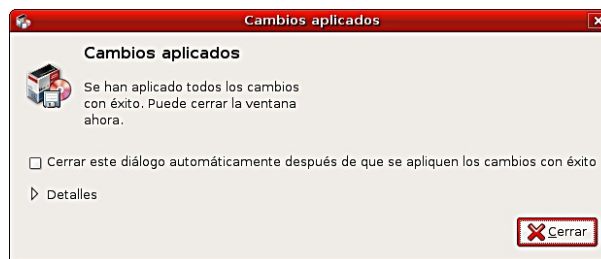 Cambios aplicados
Cambios aplicados
Se han aplicado todos los cambios
con éxito. Puede cerrar la ventana
ahora.
Cerrar este diálogo automáticamente después de que se apliquen los cambios con éxito
Detalles
Cerrar